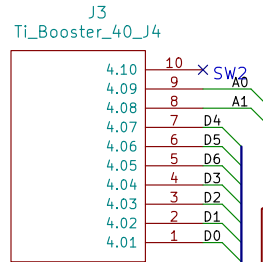 J3
Ti_Booster_40_J4
4.10 10 SW2
4.09 9 A0
4.08 8 A1
4.07 7 D4
4.06 6 D5
4.05 5 D6
4.04 4 D3
4.03 3 D2
4.02 2 D1
4.01 1 D0